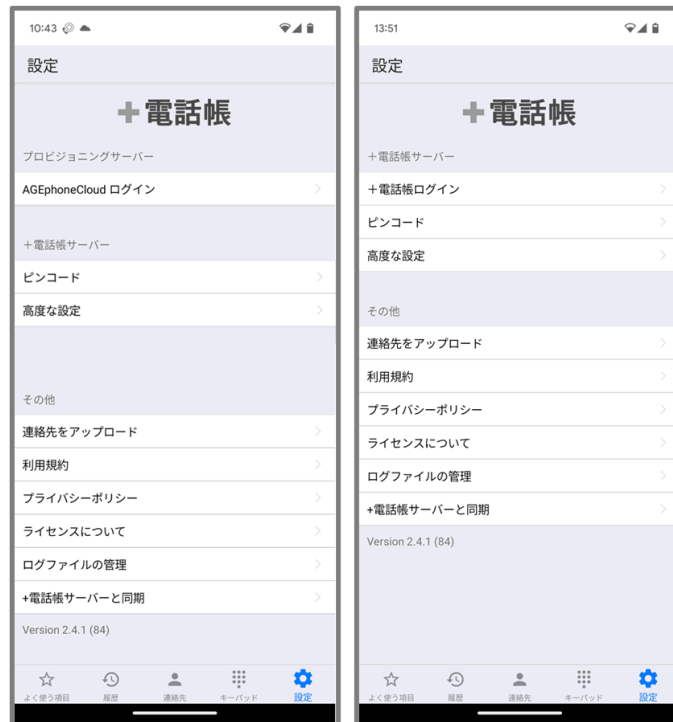 10:43
設定
+電話帳
プロビジョニングサーバー
AGEphoneCloud ログイン
＋電話帳サーバー
ピンコード
高度な設定
その他
連絡先をアップロード
利用規約
プライバシーポリシー
ライセンスについて
ログファイルの管理
+電話帳サーバーと同期
Version 2.4.1 (84)
よく使う項目
履歴
連絡先
キーパッド
設定
13:51
設定
+電話帳
＋電話帳サーバー
＋電話帳ログイン
ピンコード
高度な設定
その他
連絡先をアップロード
利用規約
プライバシーポリシー
ライセンスについて
ログファイルの管理
+電話帳サーバーと同期
Version 2.4.1 (84)
よく使う項目
履歴
連絡先
キーパッド
設定